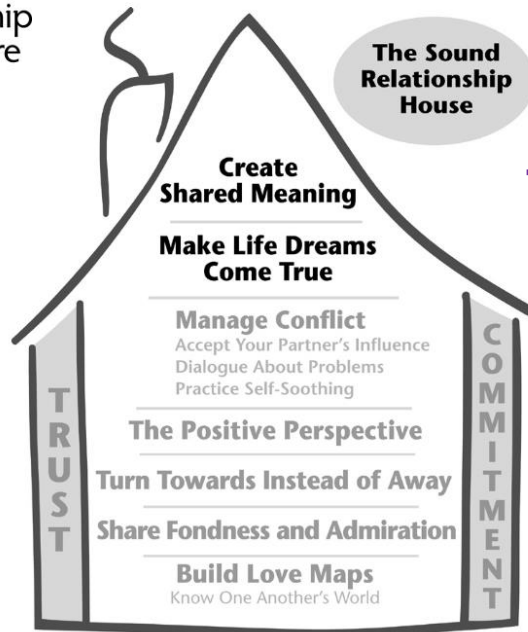 The Sound
Relationship
House
Create
Shared Meaning
Make Life Dreams
Come True
Manage Conflict
Accept Your Partner's Influence
Dialogue About Problems
Practice Self-Soothing
The Positive Perspective
Turn Towards Instead of Away
Share Fondness and Admiration
Build Love Maps
Know One Another's World
TRUST
COMMITMENT